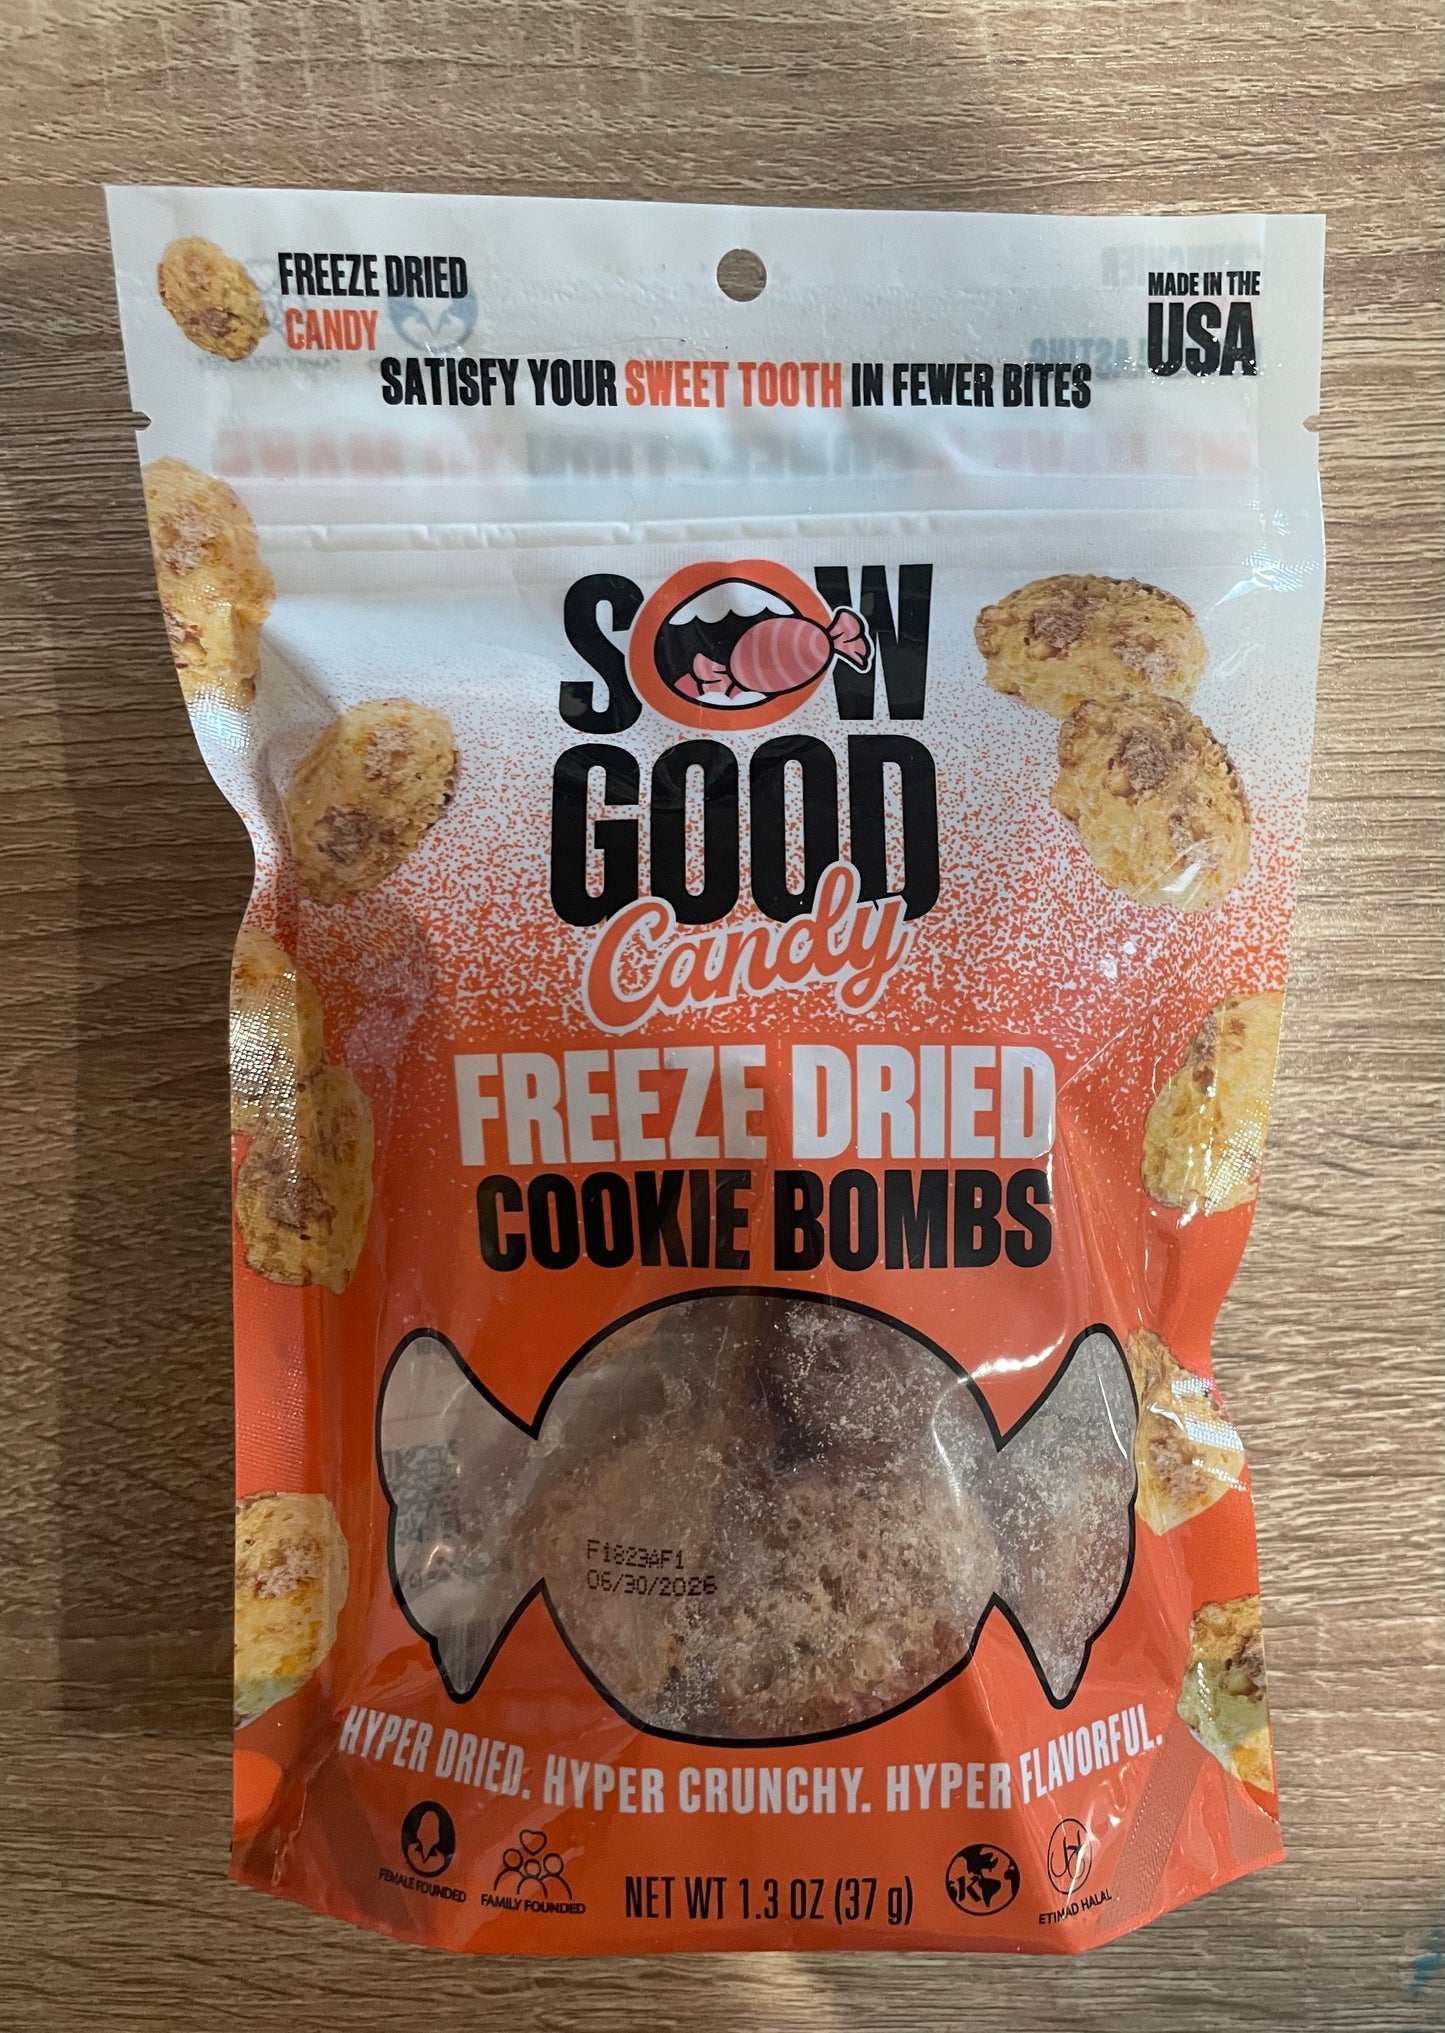 FREEZE DRIED
CANDY
MADE IN THE
USA
SATISFY YOUR SWEET TOOTH IN FEWER BITES
SOW
GOOD
Candy
FREEZE DRIED
COOKIE BOMBS
F1823AF1
06/30/2026
HYPER DRIED. HYPER CRUNCHY. HYPER FLAVORFUL.
FEMALE FOUNDED
FAMILY FOUNDED
NET WT 1.3 OZ (37 g)
K
ETIMAD HALAL